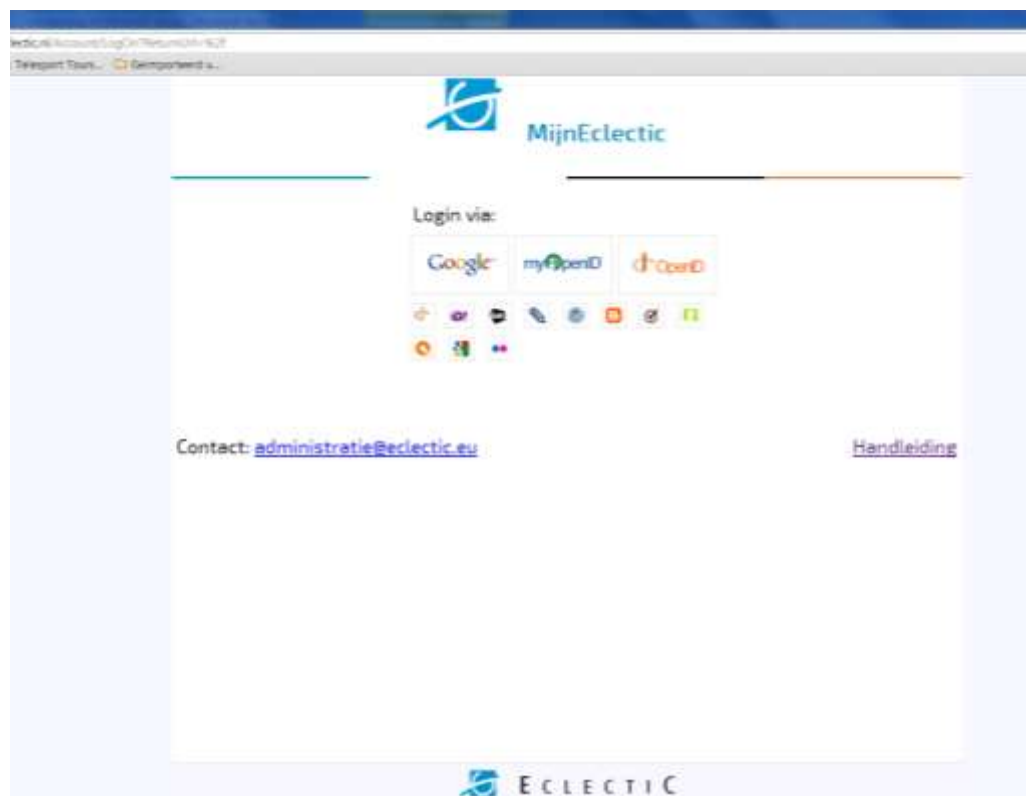 MijnEclectic
Login via:
Google myOpenID OpenID
Contact: administratie@eclectic.eu Handleiding
ECLECTIC